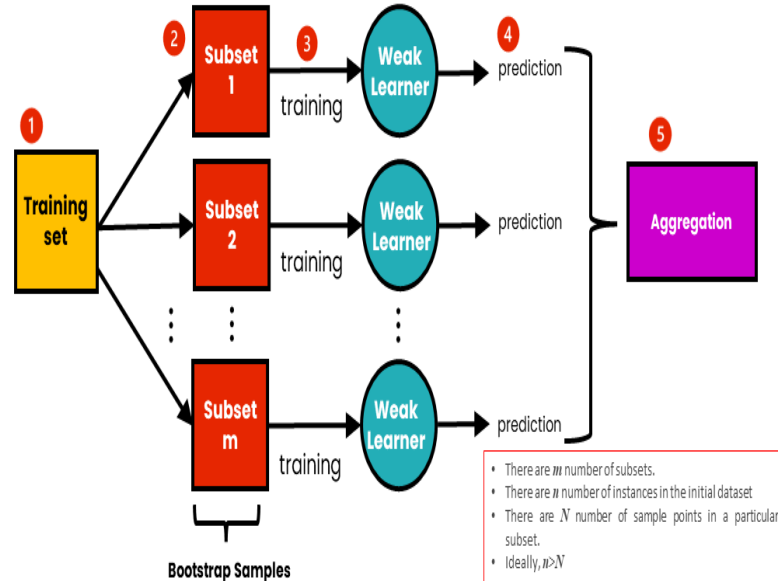 1
Training
set
2
Subset
1
3
training
Weak
Learner
4
prediction
Subset
2
training
Weak
Learner
prediction
Subset
m
training
Weak
Learner
prediction
5
Aggregation
Bootstrap Samples
• There are m number of subsets.
• There are n number of instances in the initial dataset
• There are N number of sample points in a particular
subset.
• Ideally, n>N